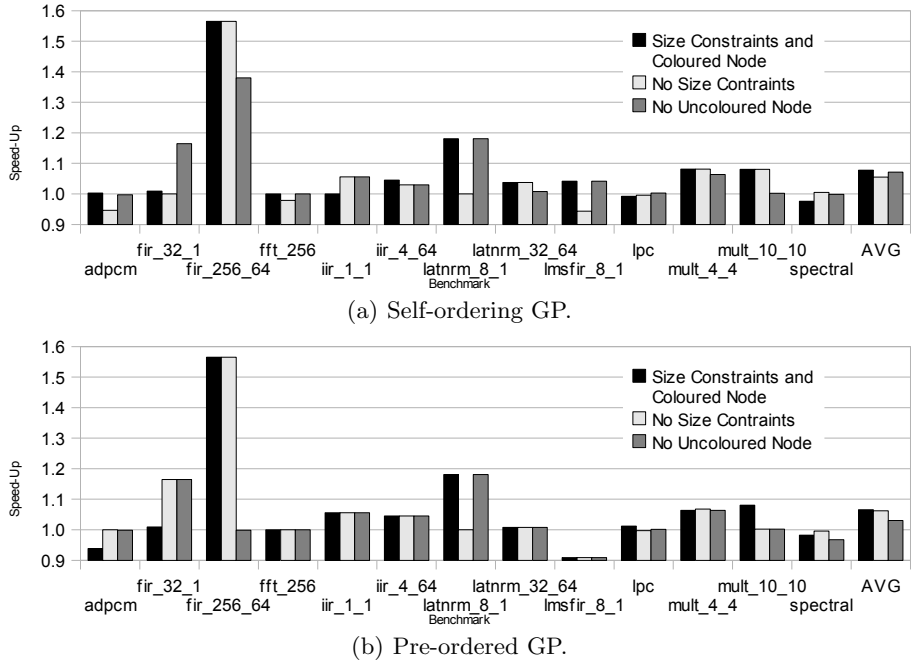 1.6
1.5
1.4
1.3
1.2
1.1
1.0
0.9
Speed-Up
Size Constraints and
Coloured Node
No Size Contraints
No Uncoloured Node
fir_32_1 fft_256 iir_4_64 latnrm_32_64 lpc mult_10_10 AVG
adpcm fir_256_64 iir_1_1 latnrm_8_1 lmsfir_8_1 mult_4_4 spectral
Benchmark
(a) Self-ordering GP.
1.6
1.5
1.4
1.3
1.2
1.1
1.0
0.9
Speed-Up
Size Constraints and
Coloured Node
No Size Contraints
No Uncoloured Node
fir_32_1 fft_256 iir_4_64 latnrm_32_64 lpc mult_10_10 AVG
adpcm fir_256_64 iir_1_1 latnrm_8_1 lmsfir_8_1 mult_4_4 spectral
Benchmark
(b) Pre-ordered GP.